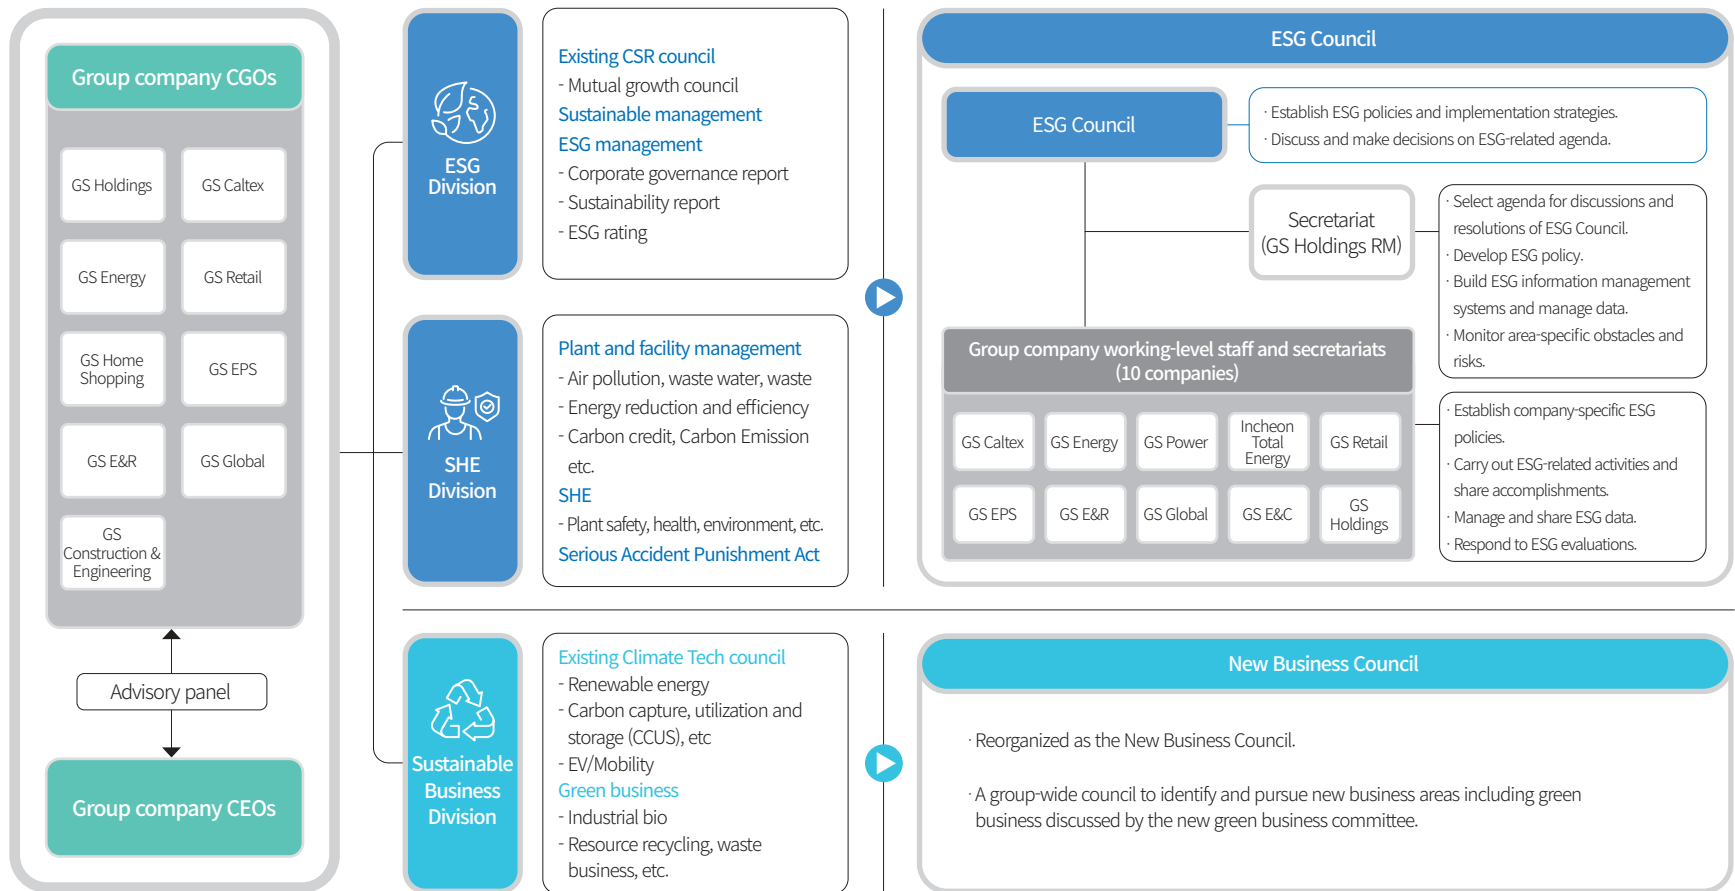 Group company CGOs
GS Holdings
GS Caltex
GS Energy
GS Retail
GS Home
Shopping
GS EPS
GS E&R
GS Global
GS
Construction &
Engineering
Advisory panel
Group company CEOs
ESG
Division
Existing CSR council
- Mutual growth council
Sustainable management
ESG management
- Corporate governance report
- Sustainability report
- ESG rating
SHE
Division
Plant and facility management
- Air pollution, waste water, waste
- Energy reduction and efficiency
- Carbon credit, Carbon Emission
etc.
SHE
- Plant safety, health, environment, etc.
Serious Accident Punishment Act
Sustainable
Business
Division
Existing Climate Tech council
- Renewable energy
- Carbon capture, utilization and
storage (CCUS), etc
- EV/Mobility
Green business
- Industrial bio
- Resource recycling, waste
business, etc.
ESG Council
ESG Council
· Establish ESG policies and implementation strategies.
· Discuss and make decisions on ESG-related agenda.
Secretariat
(GS Holdings RM)
· Select agenda for discussions and
resolutions of ESG Council.
· Develop ESG policy.
· Build ESG information management
systems and manage data.
· Monitor area-specific obstacles and
risks.
Group company working-level staff and secretariats
(10 companies)
GS Caltex
GS Energy
GS Power
Incheon
Total
Energy
GS Retail
GS EPS
GS E&R
GS Global
GS E&C
GS
Holdings
· Establish company-specific ESG
policies.
· Carry out ESG-related activities and
share accomplishments.
· Manage and share ESG data.
· Respond to ESG evaluations.
New Business Council
· Reorganized as the New Business Council.
· A group-wide council to identify and pursue new business areas including green
business discussed by the new green business committee.